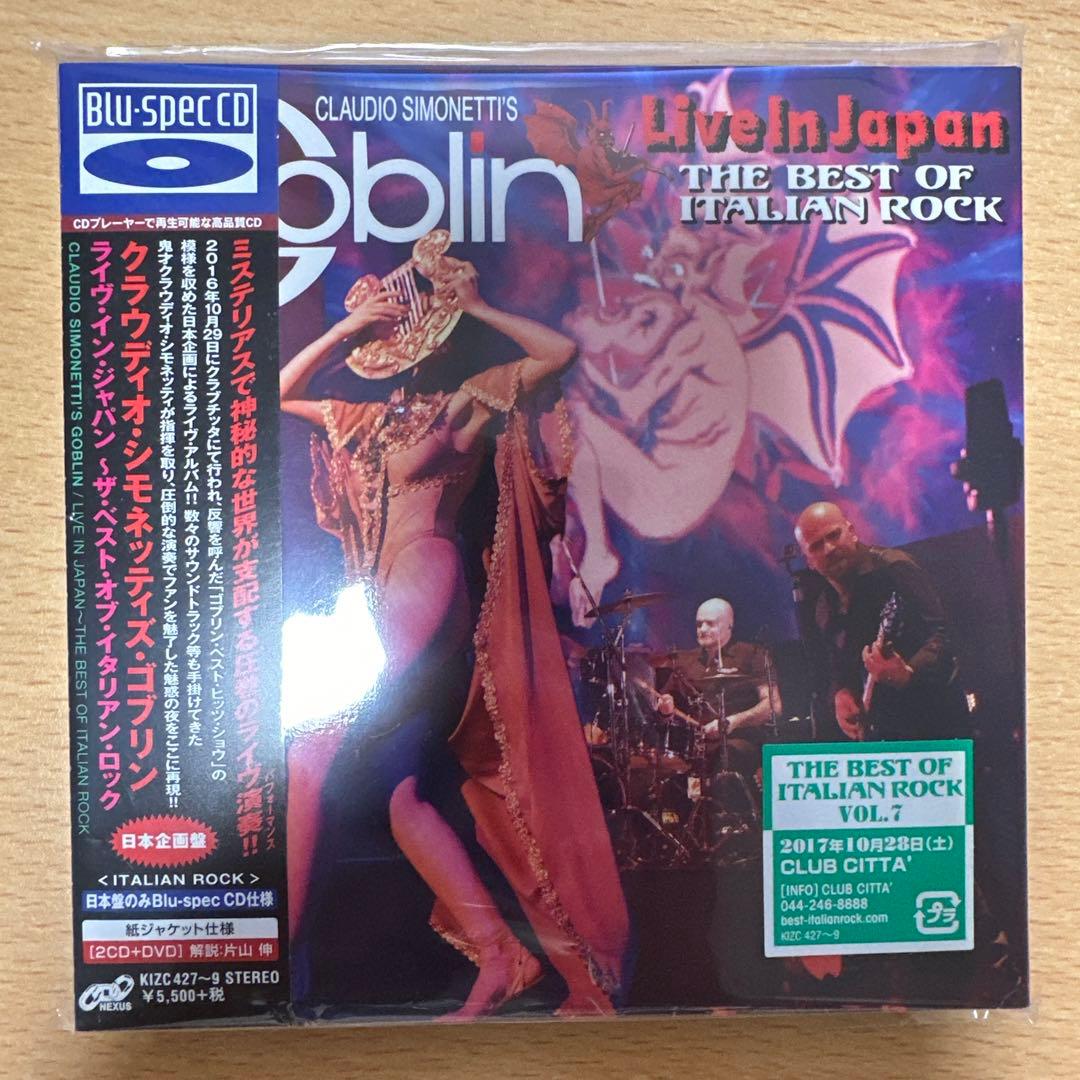 Blu-spec CD
CDプレーヤーで再生可能な高品質CD
ミステリアスで神秘的な世界が支配する
のライヴ演奏!!
パフォーマンス
2016年10月29日にクラブチッタにて行われ、反響を呼んだ「ゴブリン・ベスト・ヒッツ・ショウ」の
模様を収めた日本企画によるライヴ・アルバム!! 数々のサウンドトラック等も手掛けてきた
鬼才クラウディオ・シモネッティが指揮を取り、圧倒的な演奏でファンを魅了した魅惑の夜をここに再現!!
クラウディオ・シモネッティズ・ゴブリン
ライヴ・イン・ジャパン 〜ザ・ベスト・オブ・イタリアン・ロック
CLAUDIO SIMONETTI'S GOBLIN / LIVE IN JAPAN〜THE BEST OF ITALIAN ROCK
日本企画盤
<ITALIAN ROCK>
日本盤のみBlu-spec CD仕様
紙ジャケット仕様
[2CD+DVD] 解説:片山 伸
NEXUS
KIZC 427〜9 STEREO
¥5,500+税
CLAUDIO SIMONETTI'S
Goblin
Live In Japan
THE BEST OF
ITALIAN ROCK
THE BEST OF
ITALIAN ROCK
VOL.7
2017年10月28日(土)
CLUB CITTA'
[INFO] CLUB CITTA'
044-246-8888
best-italianrock.com
KIZC 427〜9
プラ